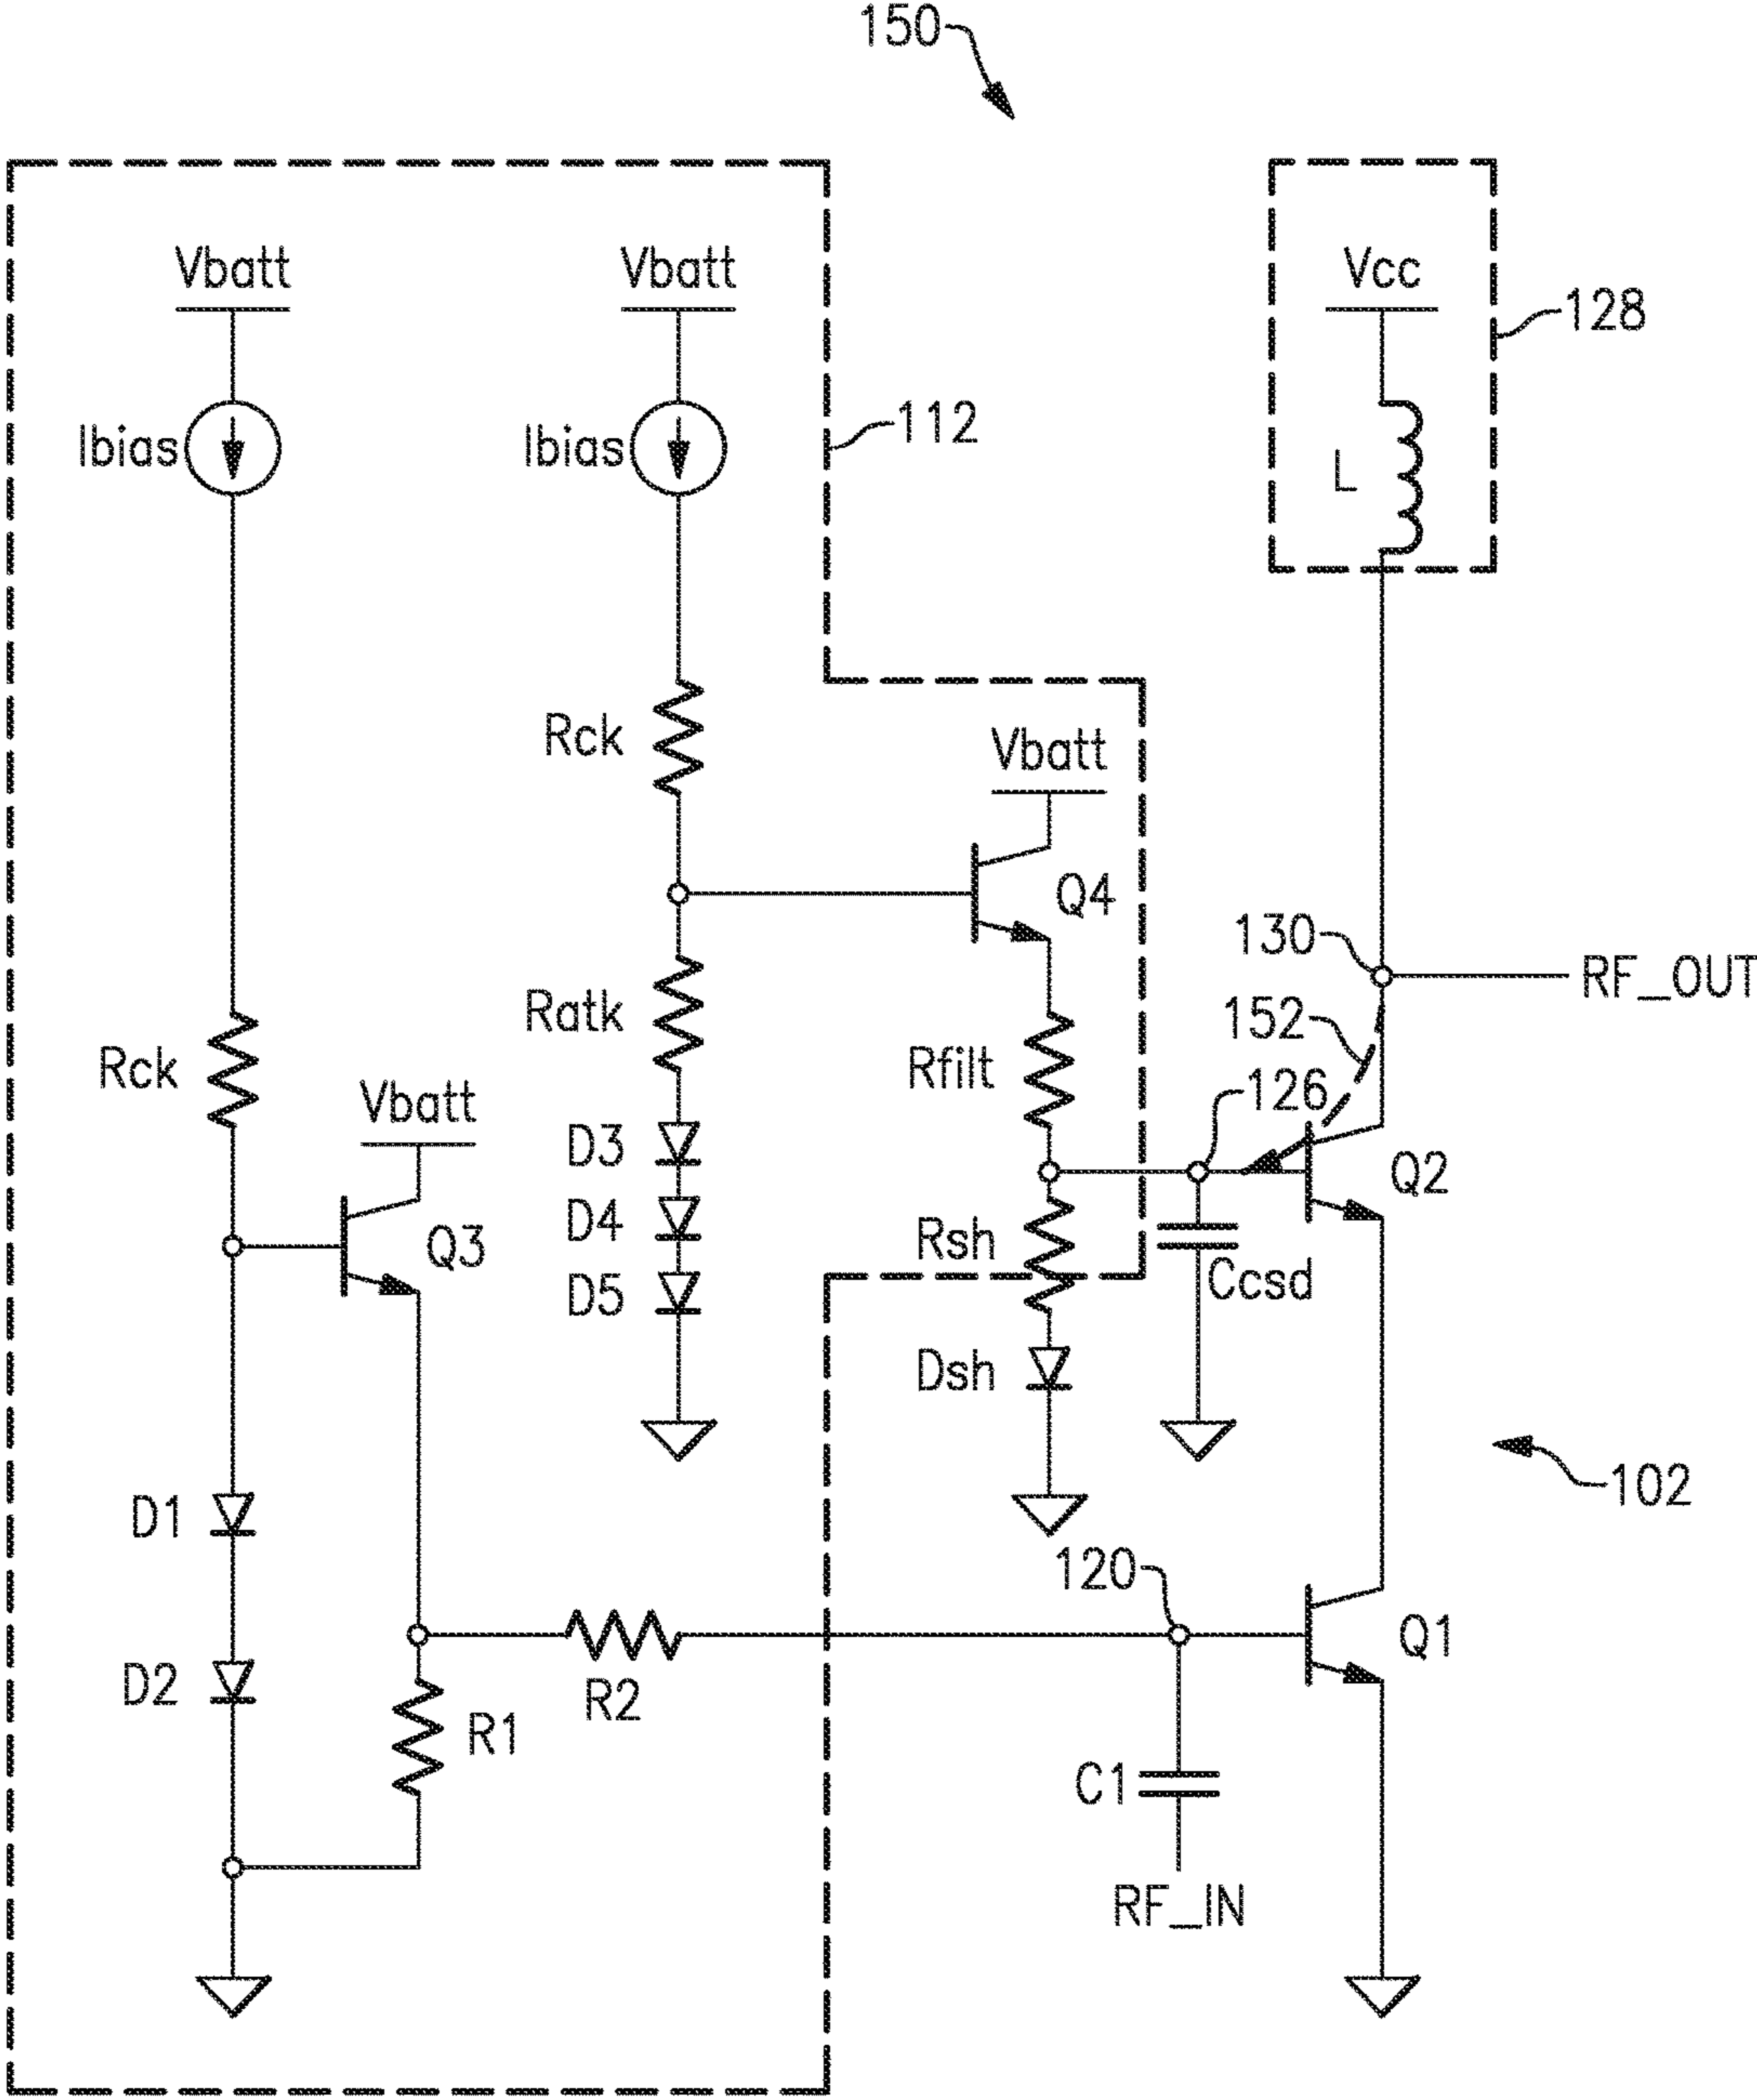 150
Vbatt
Vbatt
Vcc
128
Ibias
Ibias
112
L
Rck
Vbatt
Q4
130
RF_OUT
Ratk
152
Rck
Rfilt
126
Vbatt
D3
Q2
D4
Rsh
Q3
Ccsd
D5
Dsh
102
D1
120
Q1
D2
R2
R1
C1
RF_IN